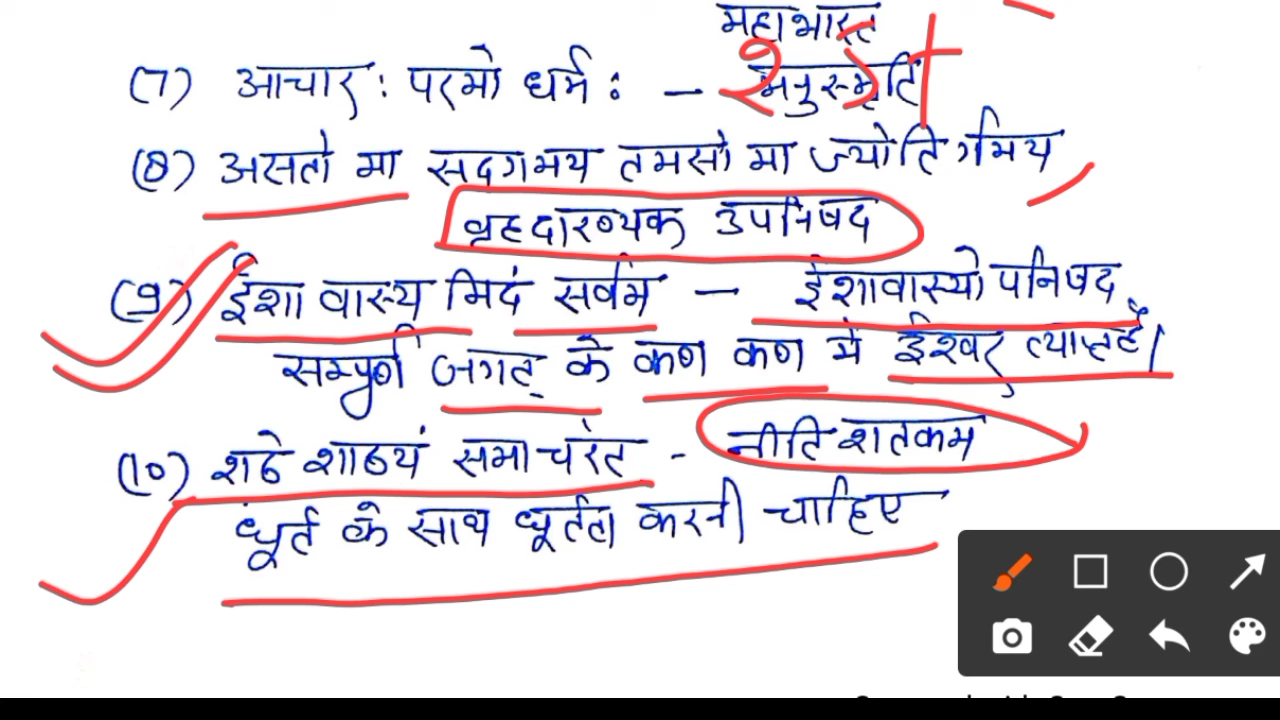 महाभारत
(7) आचार: परमो धर्म: - मनुस्मृति
(8) असतो मा सदगमय तमसो मा ज्योतिर्गमय
वृहदारण्यक उपनिषद
(9) ईशा वास्य मिदं सर्वम - ईशावास्योपनिषद
सम्पूर्ण जगत् के कण कण में ईश्वर व्याप्त है।
(10) शठे शाठयं समाचरेत - नीतिशतकम
धूर्त के साथ धूर्तता करनी चाहिए